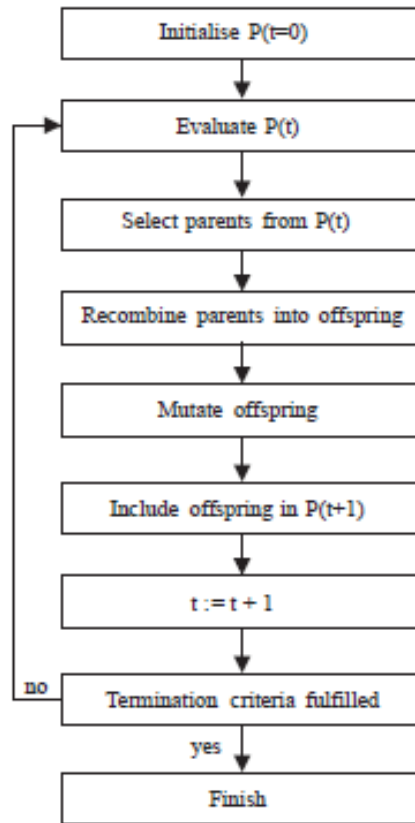 Initialise P(t=0)
Evaluate P(t)
Select parents from P(t)
Recombine parents into offspring
Mutate offspring
Include offspring in P(t+1)
t := t + 1
no
Termination criteria fulfilled
yes
Finish